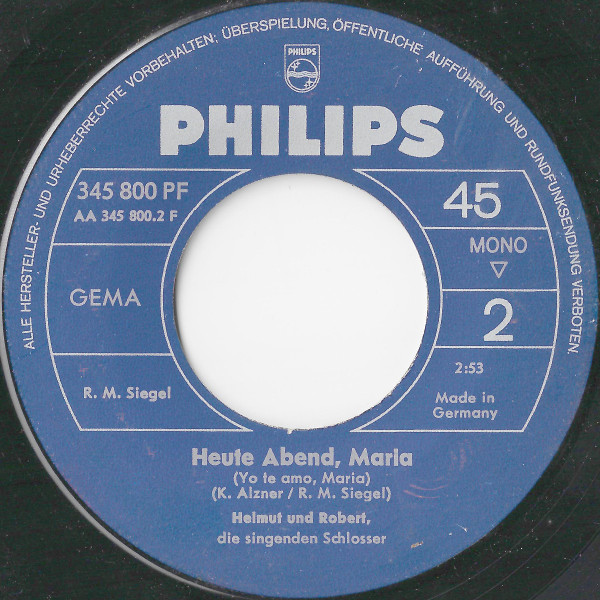 ALLE HERSTELLER- UND URHEBERRECHTE VORBEHALTEN; ÜBERSPIELUNG, ÖFFENTLICHE AUFFÜHRUNG UND RUNDFUNKSENDUNG VERBOTEN.
PHILIPS
PHILIPS
345 800 PF
AA 345 800.2 F
GEMA
R. M. Siegel
45
MONO
2
2:53
Made in
Germany
Heute Abend, Maria
(Yo te amo, Maria)
(K. Alzner / R. M. Siegel)
Helmut und Robert,
die singenden Schlosser